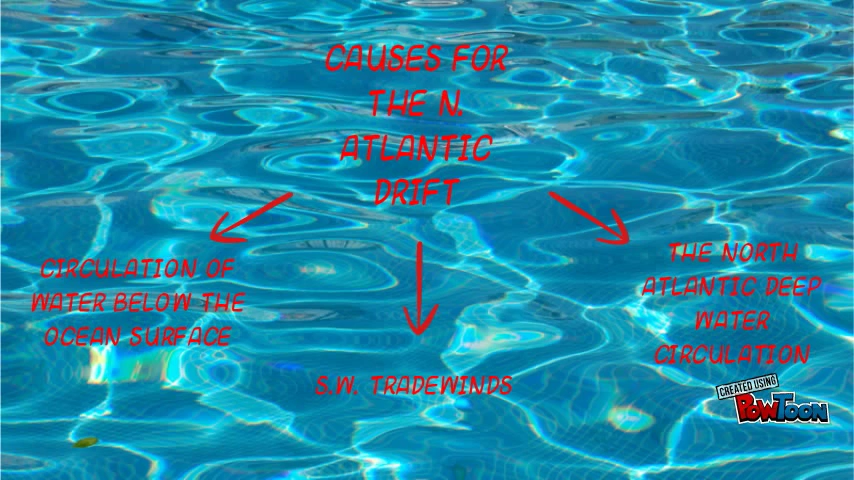 CAUSES FOR
THE N.
ATLANTIC
DRIFT
CIRCULATION OF
WATER BELOW THE
OCEAN SURFACE
S.W. TRADEWINDS
THE NORTH
ATLANTIC DEEP
WATER
CIRCULATION
CREATED USING
POWTOON